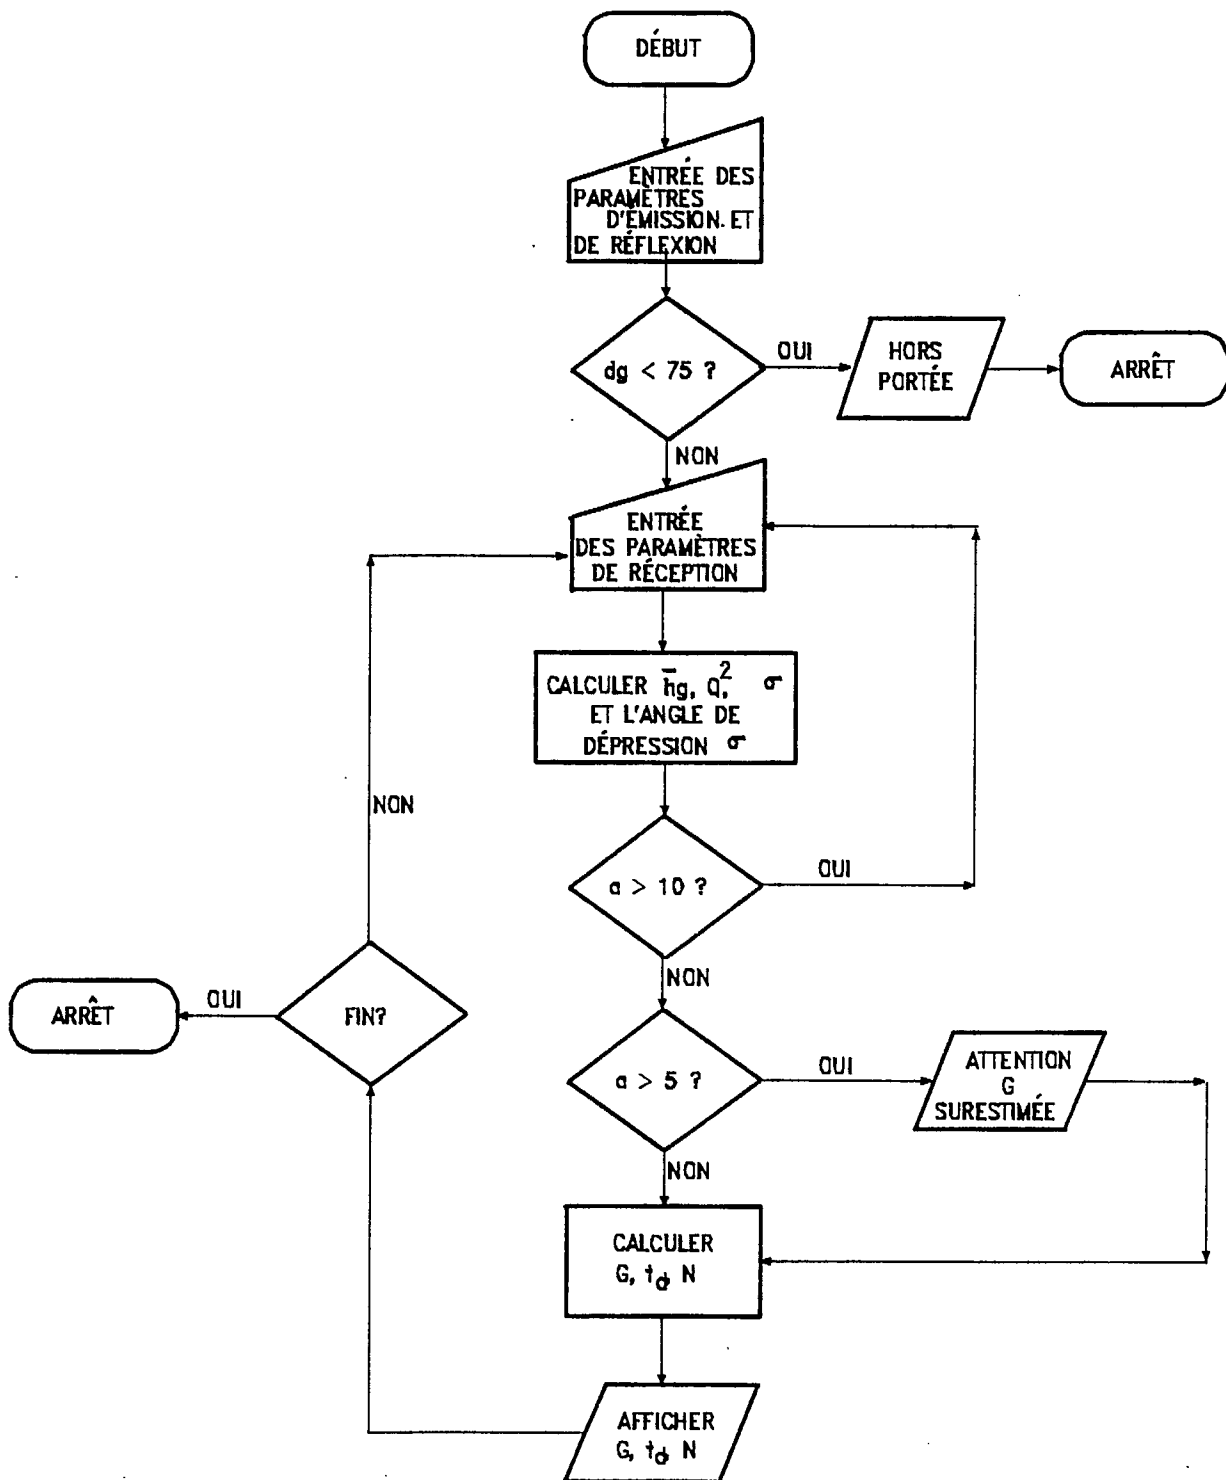 DÉBUT
ENTRÉE DES
PARAMÈTRES
D'ÉMISSION. ET
DE RÉFLEXION
dg < 75 ?
OUI
HORS
PORTÉE
ARRÊT
NON
ENTRÉE
DES PARAMÈTRES
DE RÉCEPTION
CALCULER h̄g, Q,² σ
ET L'ANGLE DE
DÉPRESSION σ
NON
a > 10 ?
OUI
NON
ARRÊT
OUI
FIN?
a > 5 ?
OUI
ATTENTION
G
SURESTIMÉE
NON
CALCULER
G, td, N
AFFICHER
G, td, N